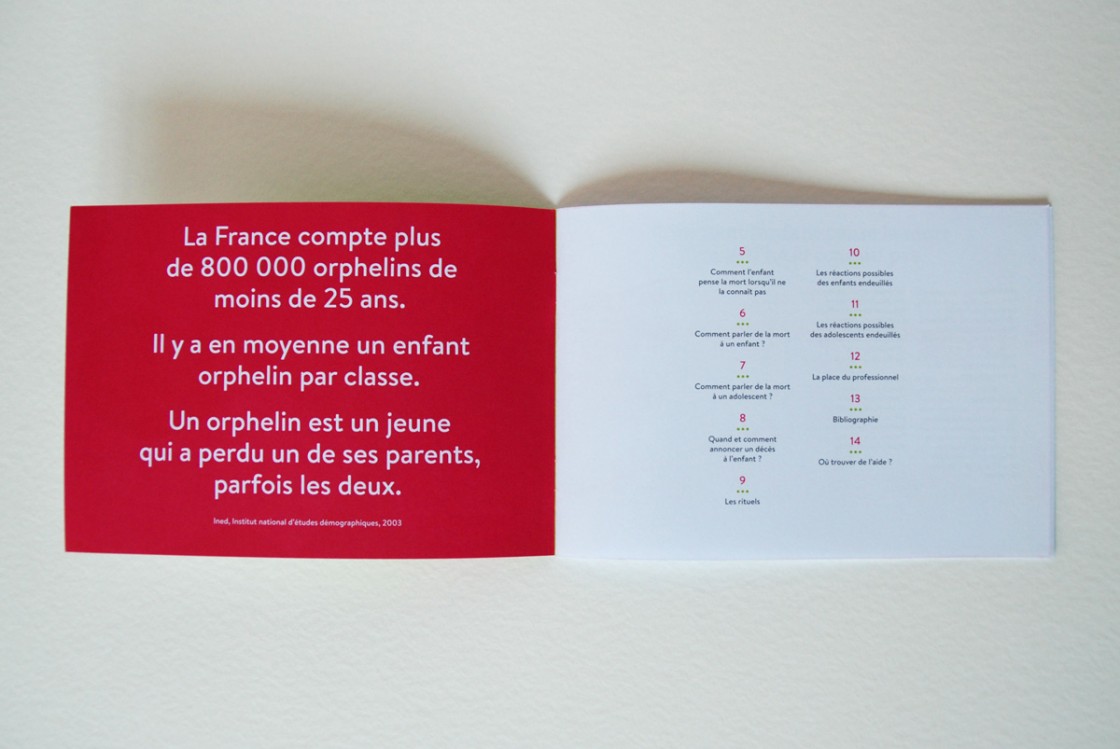 La France compte plus
de 800 000 orphelins de
moins de 25 ans.
Il y a en moyenne un enfant
orphelin par classe.
Un orphelin est un jeune
qui a perdu un de ses parents,
parfois les deux.
Ined, Institut national d'études démographiques, 2003
5
Comment l'enfant
pense la mort lorsqu'il ne
la connaît pas
6
Comment parler de la mort
à un enfant ?
7
Comment parler de la mort
à un adolescent ?
8
Quand et comment
annoncer un décès
à l'enfant ?
9
Les rituels
10
Les réactions possibles
des enfants endeuillés
11
Les réactions possibles
des adolescents endeuillés
12
La place du professionnel
13
Bibliographie
14
Où trouver de l'aide ?